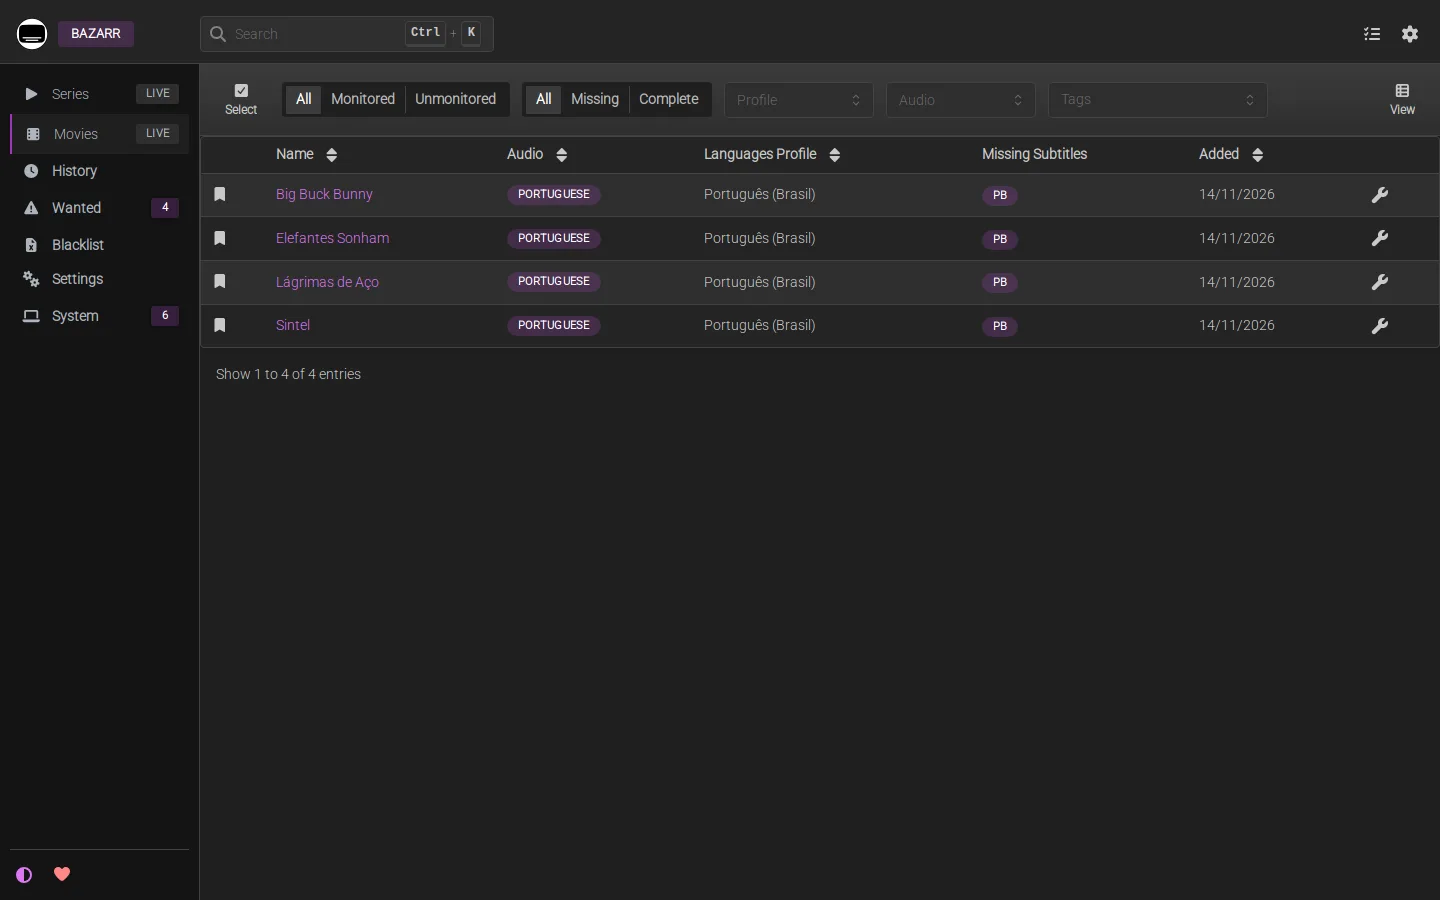 BAZARR
Search Ctrl + K
Series LIVE
Movies LIVE
History
Wanted 4
Blacklist
Settings
System 6
Select
All Monitored Unmonitored
All Missing Complete
Profile
Audio
Tags
View
Name Audio Languages Profile Missing Subtitles Added
Big Buck Bunny PORTUGUESE Português (Brasil) PB 14/11/2026
Elefantes Sonham PORTUGUESE Português (Brasil) PB 14/11/2026
Lágrimas de Aço PORTUGUESE Português (Brasil) PB 14/11/2026
Sintel PORTUGUESE Português (Brasil) PB 14/11/2026
Show 1 to 4 of 4 entries